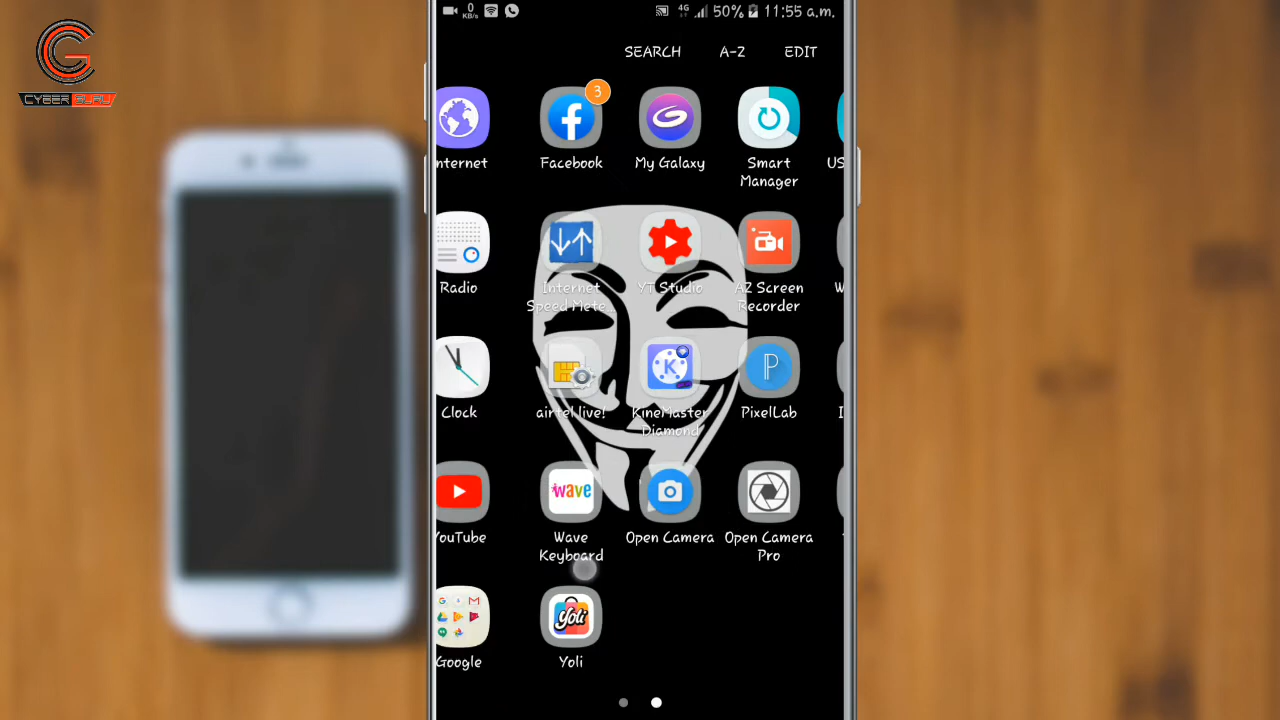 CYBER GURU
0
KB/s
4G
50%
11:55 a.m.
SEARCH
A-Z
EDIT
3
nternet
Facebook
My Galaxy
Smart
Manager
US
Radio
Internet
Speed Mete...
YT Studio
AZ Screen
Recorder
W
Clock
airtel live!
K
KineMaster
Diamond
P
PixelLab
YouTube
wave
Wave
Keyboard
Open Camera
Open Camera
Pro
Google
Yoli
Yoli